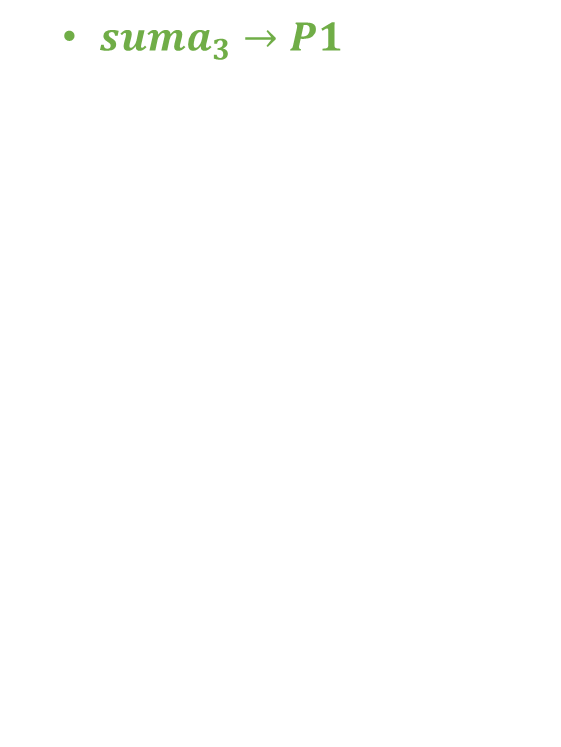 • suma₃ → P1